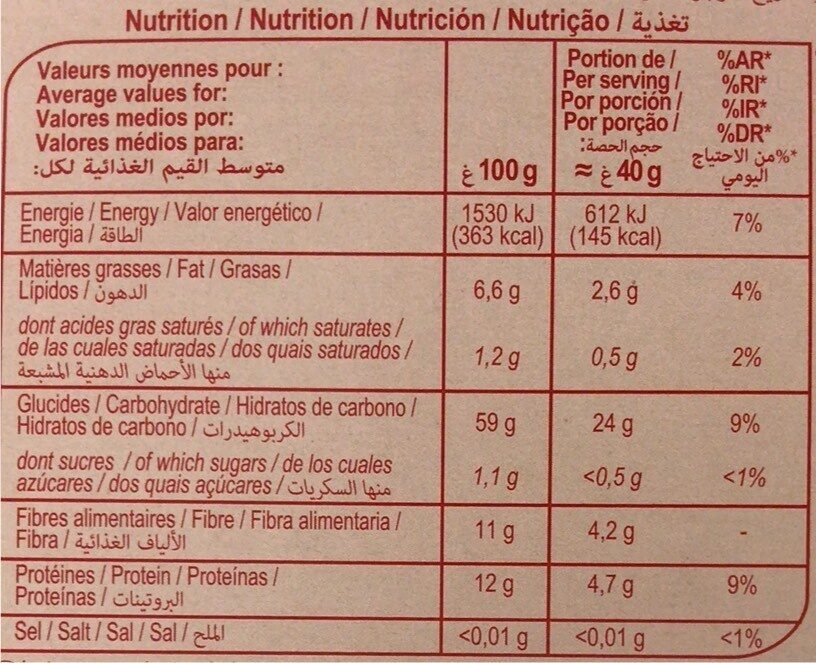 Nutrition / Nutrition / Nutrición / Nutrição / تغذية
Valeurs moyennes pour :
Average values for:
Valores medios por:
Valores médios para:
متوسط القيم الغذائية لكل:
100 g غ
Portion de /
Per serving /
Por porción /
Por porção /
حجم الحصة:
≈ 40 g غ
%AR*
%RI*
%IR*
%DR*
*%من الاحتياج
اليومي
Energie / Energy / Valor energético /
Energia / الطاقة
1530 kJ
(363 kcal)
612 kJ
(145 kcal)
7%
Matières grasses / Fat / Grasas /
Lípidos / الدهون
6,6 g
2,6 g
4%
dont acides gras saturés / of which saturates /
de las cuales saturadas / dos quais saturados /
منها الأحماض الدهنية المشبعة
1,2 g
0,5 g
2%
Glucides / Carbohydrate / Hidratos de carbono /
Hidratos de carbono / الكربوهيدرات
59 g
24 g
9%
dont sucres / of which sugars / de los cuales
azúcares / dos quais açúcares / منها السكريات
1,1 g
<0,5 g
<1%
Fibres alimentaires / Fibre / Fibra alimentaria /
Fibra / الألياف الغذائية
11 g
4,2 g
-
Protéines / Protein / Proteínas /
Proteínas / البروتينات
12 g
4,7 g
9%
Sel / Salt / Sal / Sal / الملح
<0,01 g
<0,01 g
<1%